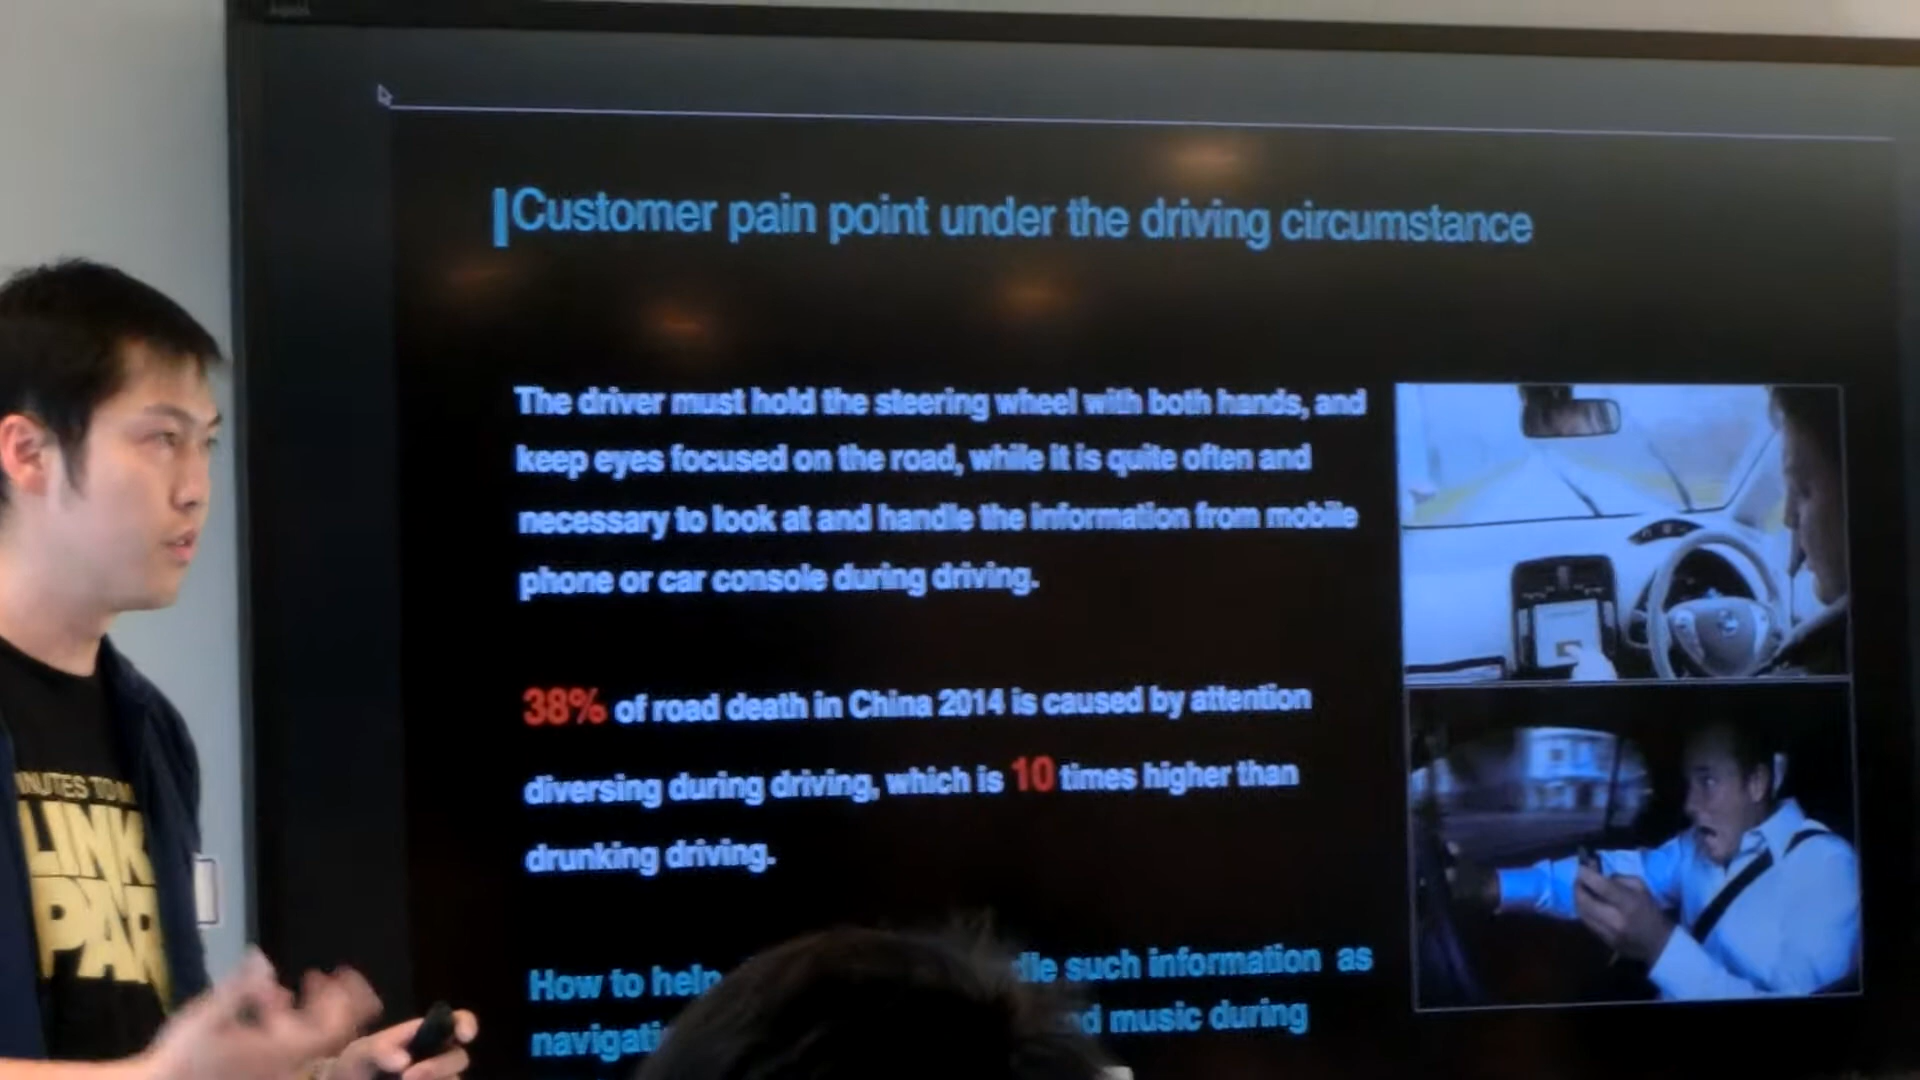 Customer pain point under the driving circumstance
The driver must hold the steering wheel with both hands, and
keep eyes focused on the road, while it is quite often and
necessary to look at and handle the information from mobile
phone or car console during driving.
38% of road death in China 2014 is caused by attention
diversing during driving, which is 10 times higher than
drunking driving.
How to help such information as
music during
INUTES TO M
LINK
PAR